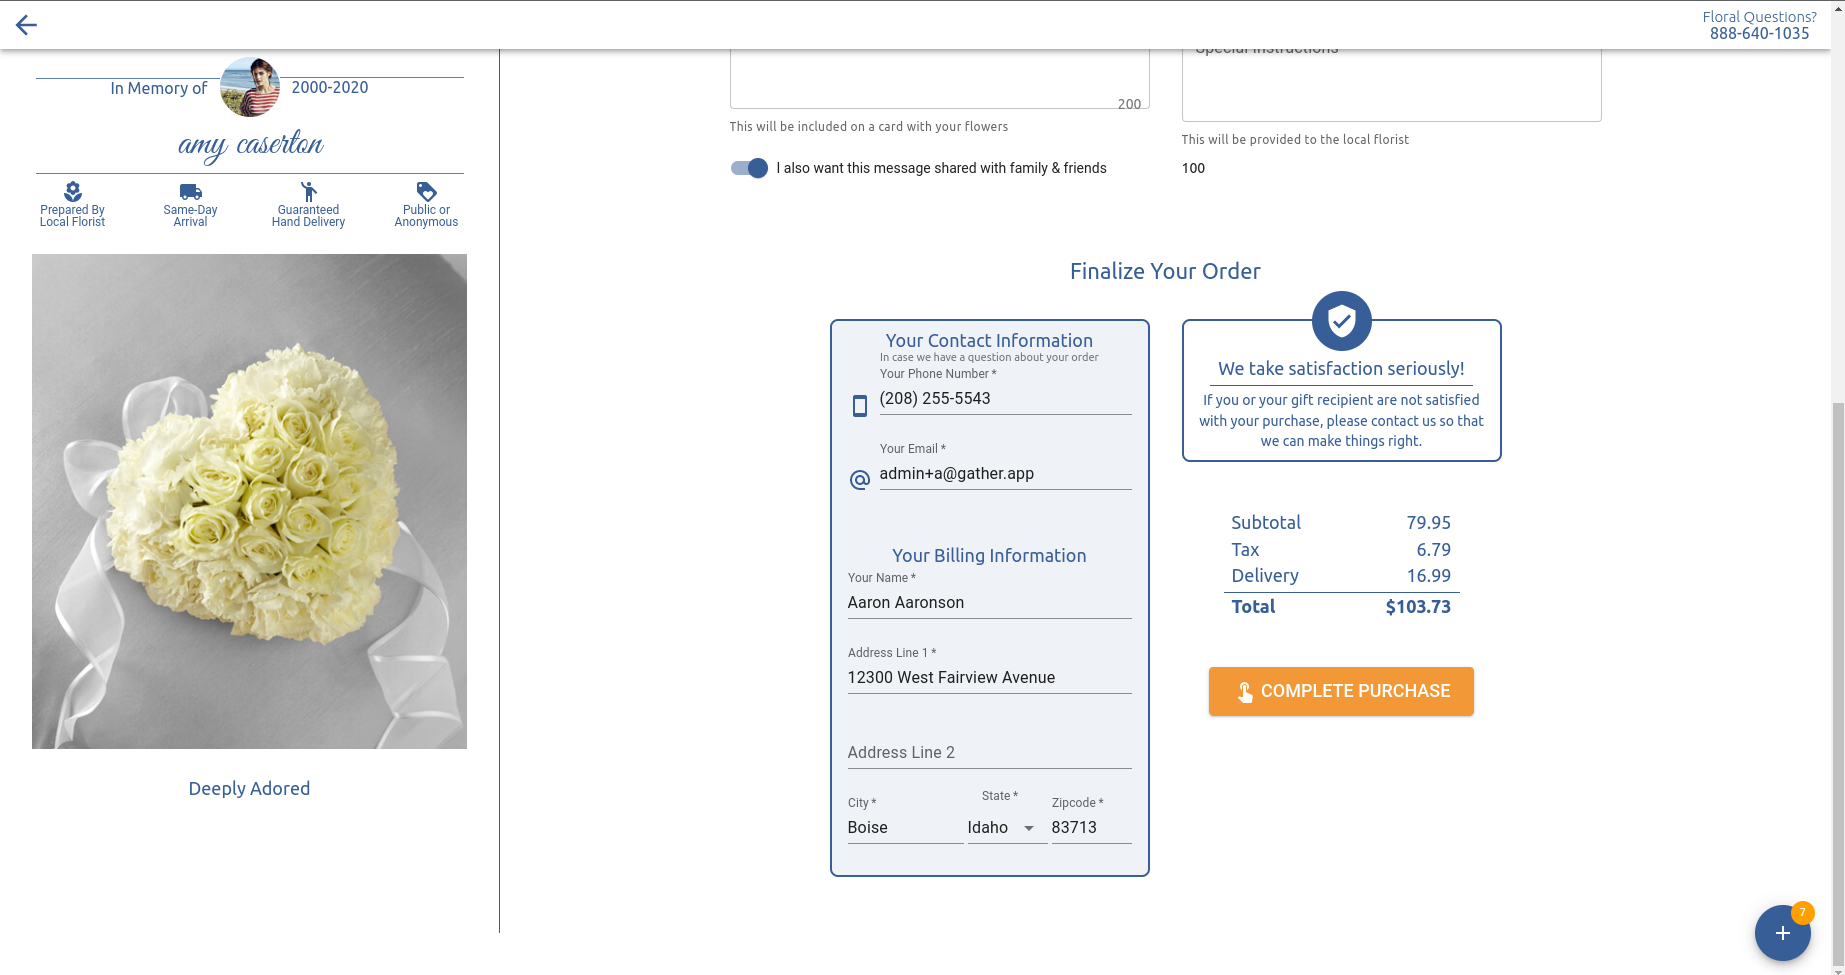 Floral Questions?
888-640-1035
In Memory of
2000-2020
amy caserton
Prepared By
Local Florist
Same-Day
Arrival
Guaranteed
Hand Delivery
Public or
Anonymous
Deeply Adored
200
This will be included on a card with your flowers
I also want this message shared with family & friends
Special Instructions
This will be provided to the local florist
100
Finalize Your Order
Your Contact Information
In case we have a question about your order
Your Phone Number *
(208) 255-5543
Your Email *
admin+a@gather.app
Your Billing Information
Your Name *
Aaron Aaronson
Address Line 1 *
12300 West Fairview Avenue
Address Line 2
City *
State *
Zipcode *
Boise
Idaho
83713
We take satisfaction seriously!
If you or your gift recipient are not satisfied
with your purchase, please contact us so that
we can make things right.
Subtotal 79.95
Tax 6.79
Delivery 16.99
Total $103.73
COMPLETE PURCHASE
7